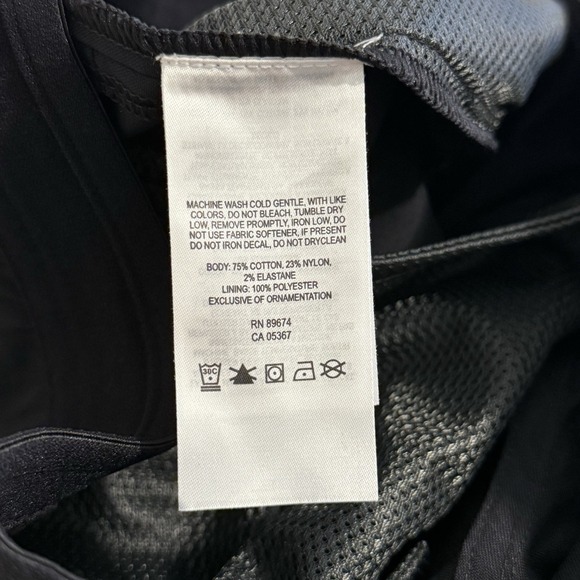 MACHINE WASH COLD GENTLE, WITH LIKE
COLORS, DO NOT BLEACH, TUMBLE DRY
LOW, REMOVE PROMPTLY, IRON LOW, DO
NOT USE FABRIC SOFTENER, IF PRESENT
DO NOT IRON DECAL, DO NOT DRYCLEAN
BODY: 75% COTTON, 23% NYLON,
2% ELASTANE
LINING: 100% POLYESTER
EXCLUSIVE OF ORNAMENTATION
RN 89674
CA 05367
30C